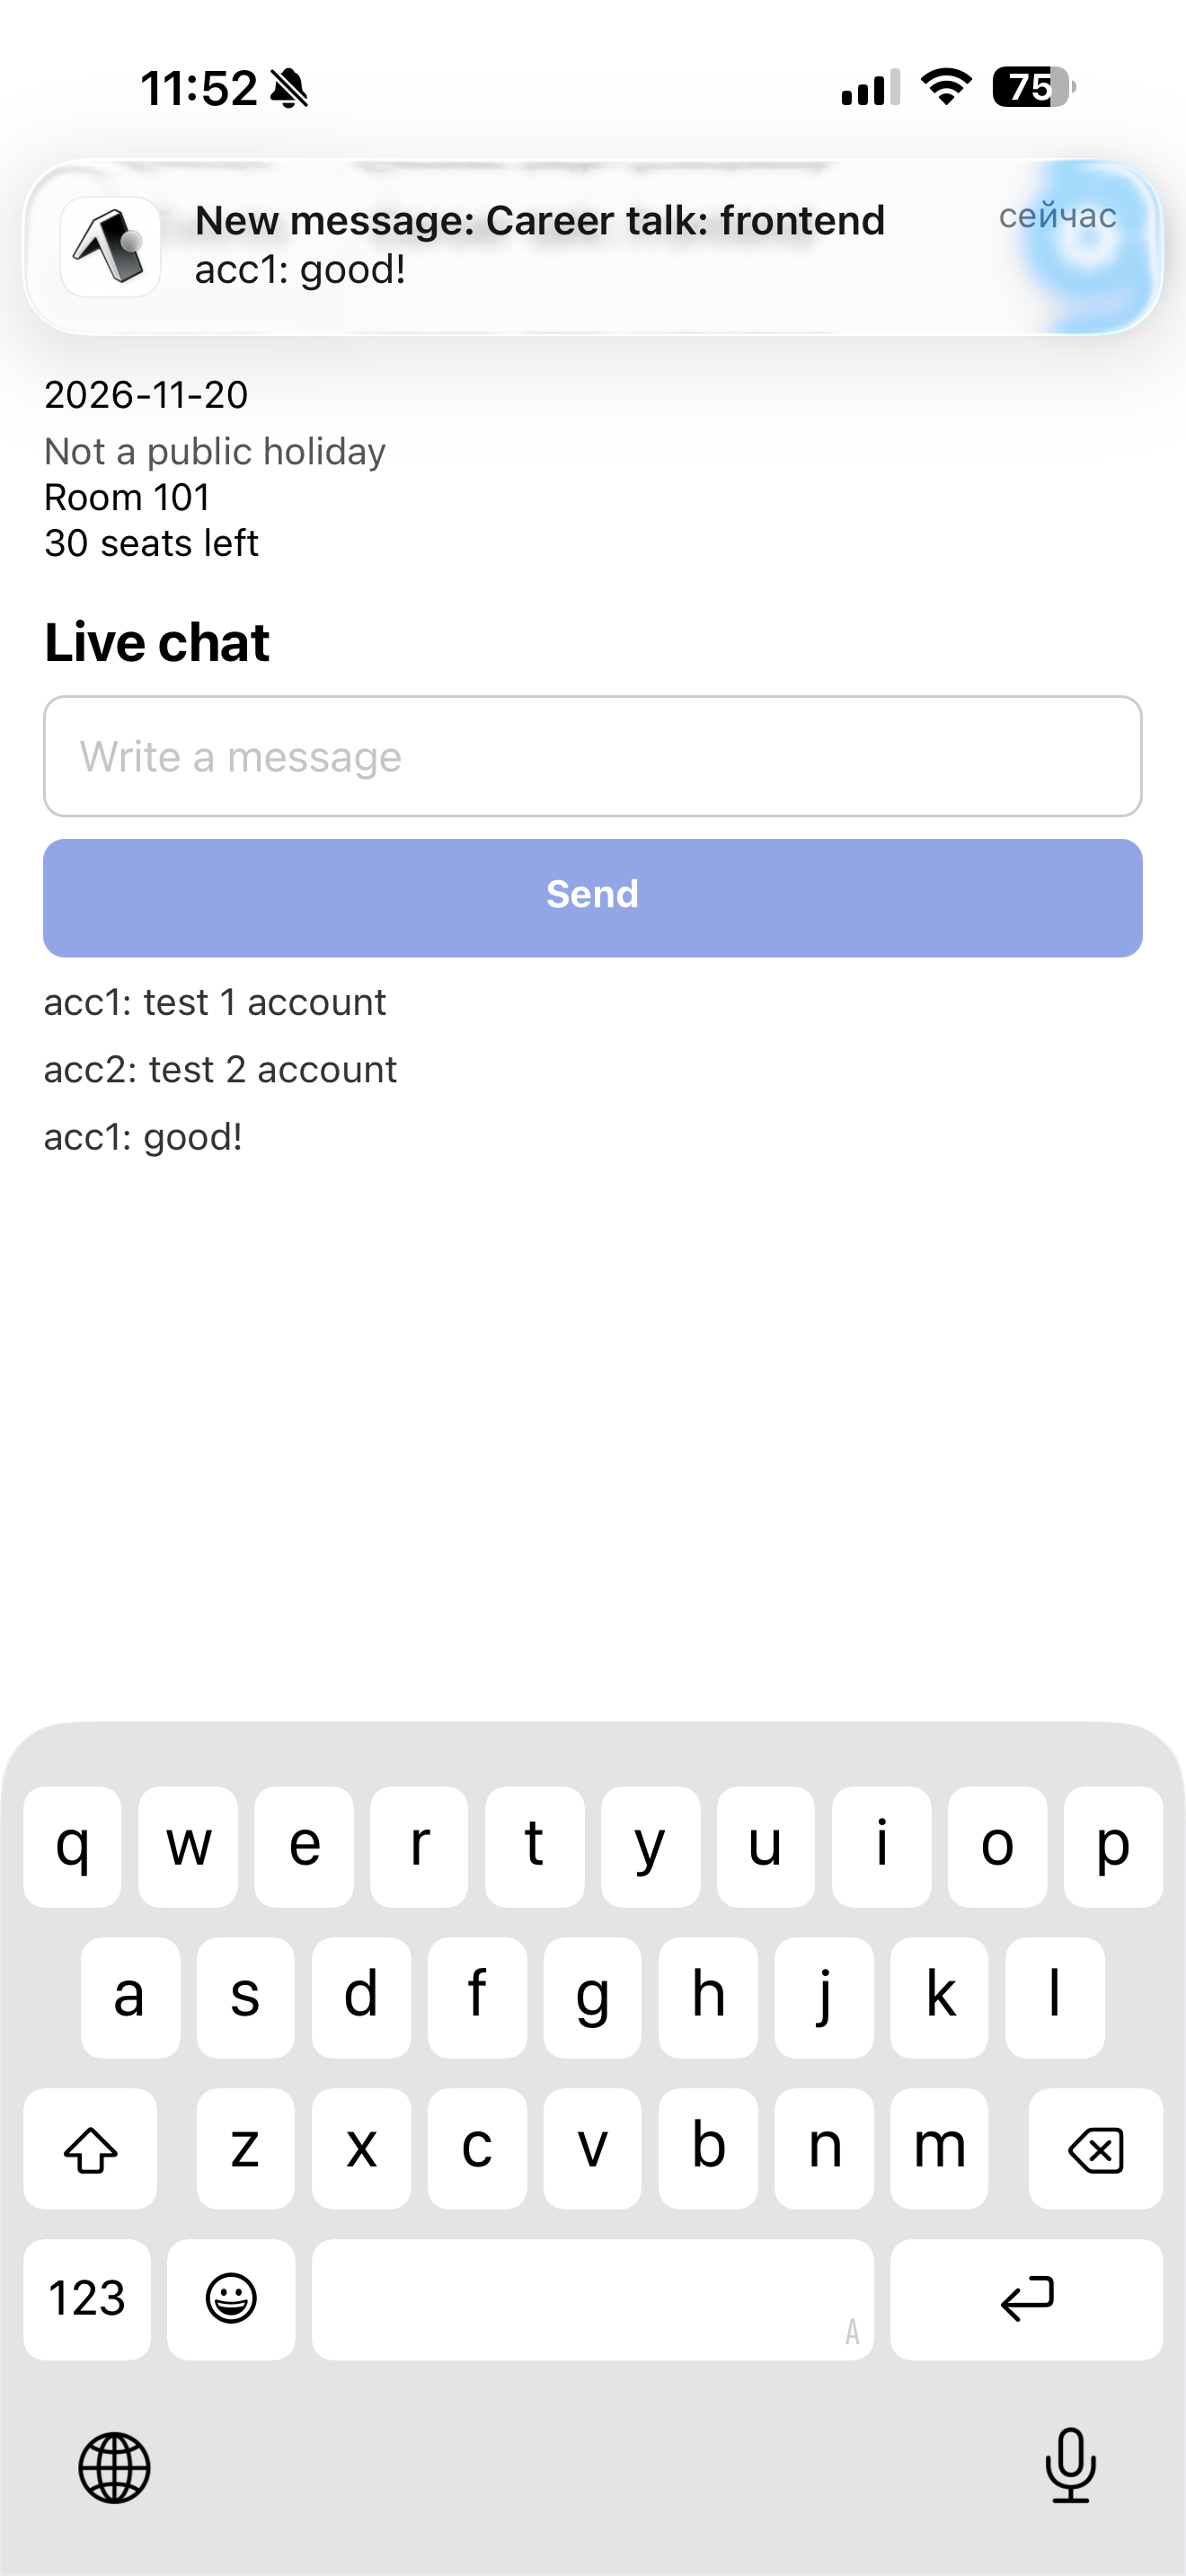 11:52
75
New message: Career talk: frontend
сейчас
acc1: good!
2026-11-20
Not a public holiday
Room 101
30 seats left
Live chat
Write a message
Send
acc1: test 1 account
acc2: test 2 account
acc1: good!
q w e r t y u i o p
a s d f g h j k l
z x c v b n m
123
A